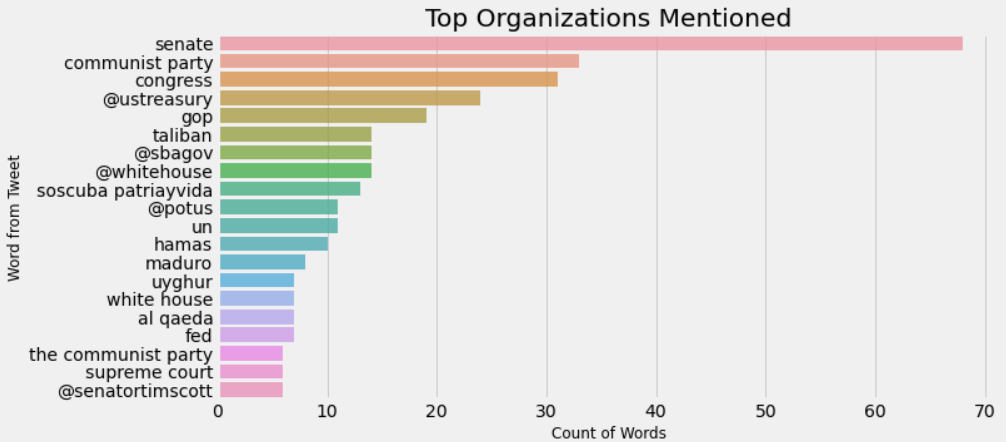 Top Organizations Mentioned
senate
communist party
congress
@ustreasury
gop
taliban
@sbagov
@whitehouse
soscuba patriayvida
@potus
un
hamas
maduro
uyghur
white house
al qaeda
fed
the communist party
supreme court
@senatortimscott
Word from Tweet
0 10 20 30 40 50 60 70
Count of Words